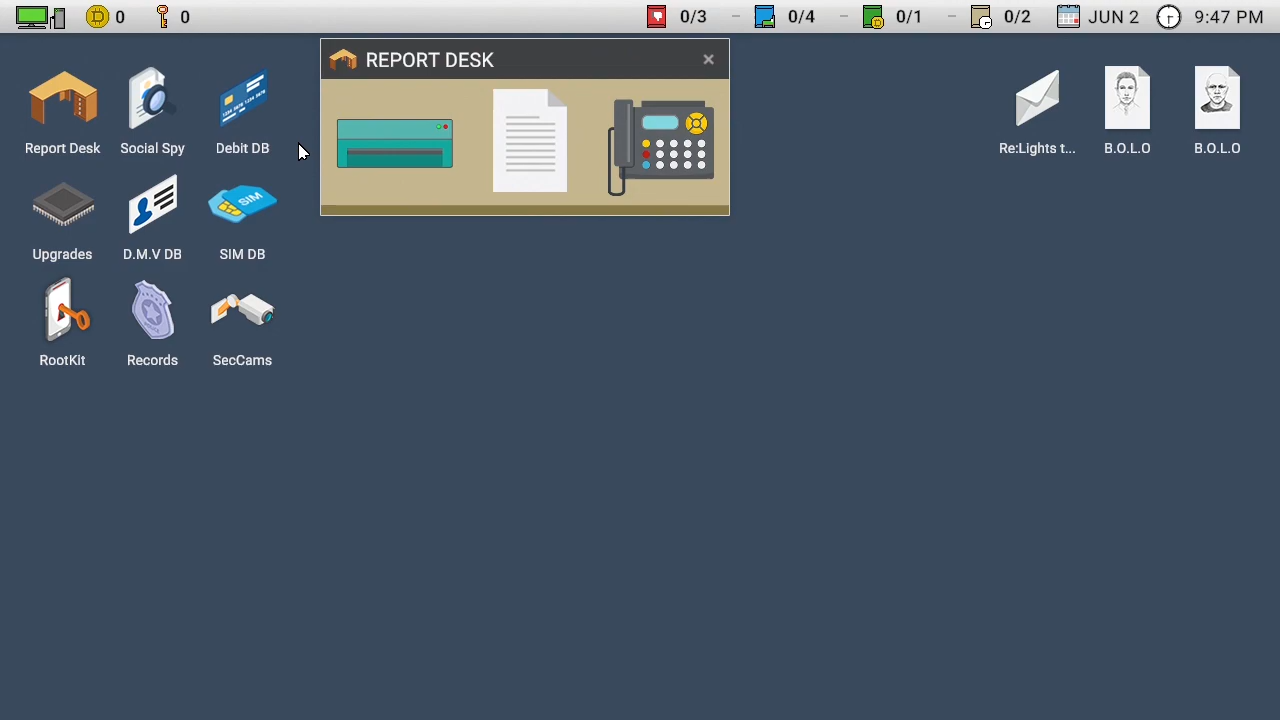 0 0 0/3 – 0/4 – 0/1 – 0/2 JUN 2 9:47 PM
REPORT DESK
Report Desk Social Spy Debit DB Re:Lights t... B.O.L.O B.O.L.O
SIM
Upgrades D.M.V DB SIM DB
RootKit Records SecCams